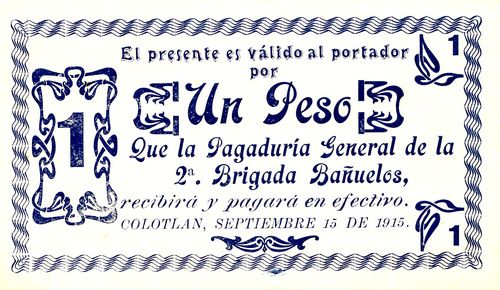 El presente es válido al portador
por
Un Peso
Que la Pagaduría General de la
2ª. Brigada Bañuelos,
recibirá y pagará en efectivo.
COLOTLAN, SEPTIEMBRE 15 DE 1915.
1
1
1